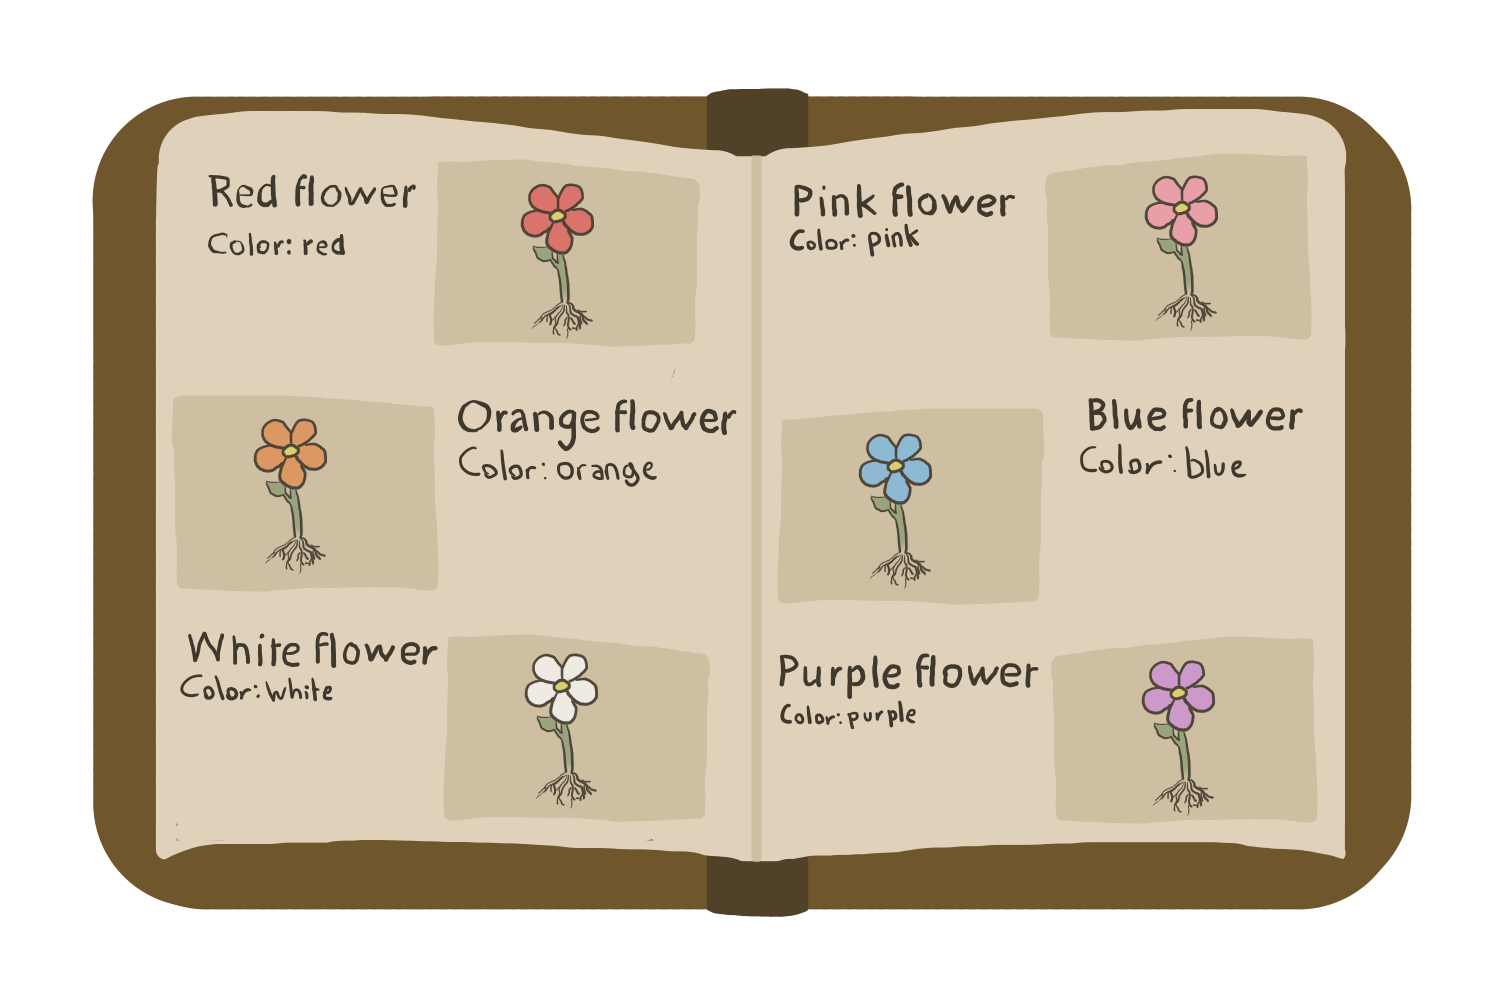 Red flower
Color: red
Orange flower
Color: orange
White flower
Color: white
Pink flower
Color: pink
Blue flower
Color: blue
Purple flower
Color: purple